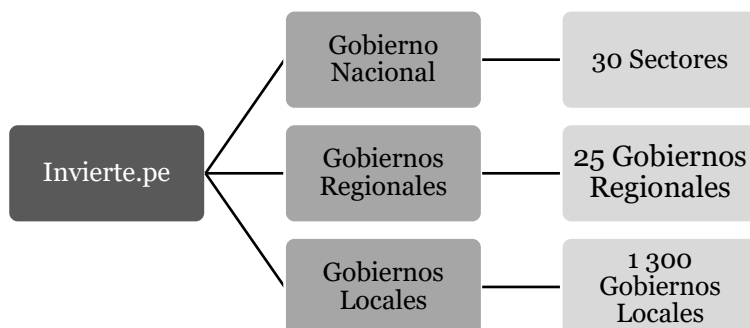 Invierte.pe
Gobierno
Nacional
30 Sectores
Gobiernos
Regionales
25 Gobiernos
Regionales
Gobiernos
Locales
1 300
Gobiernos
Locales